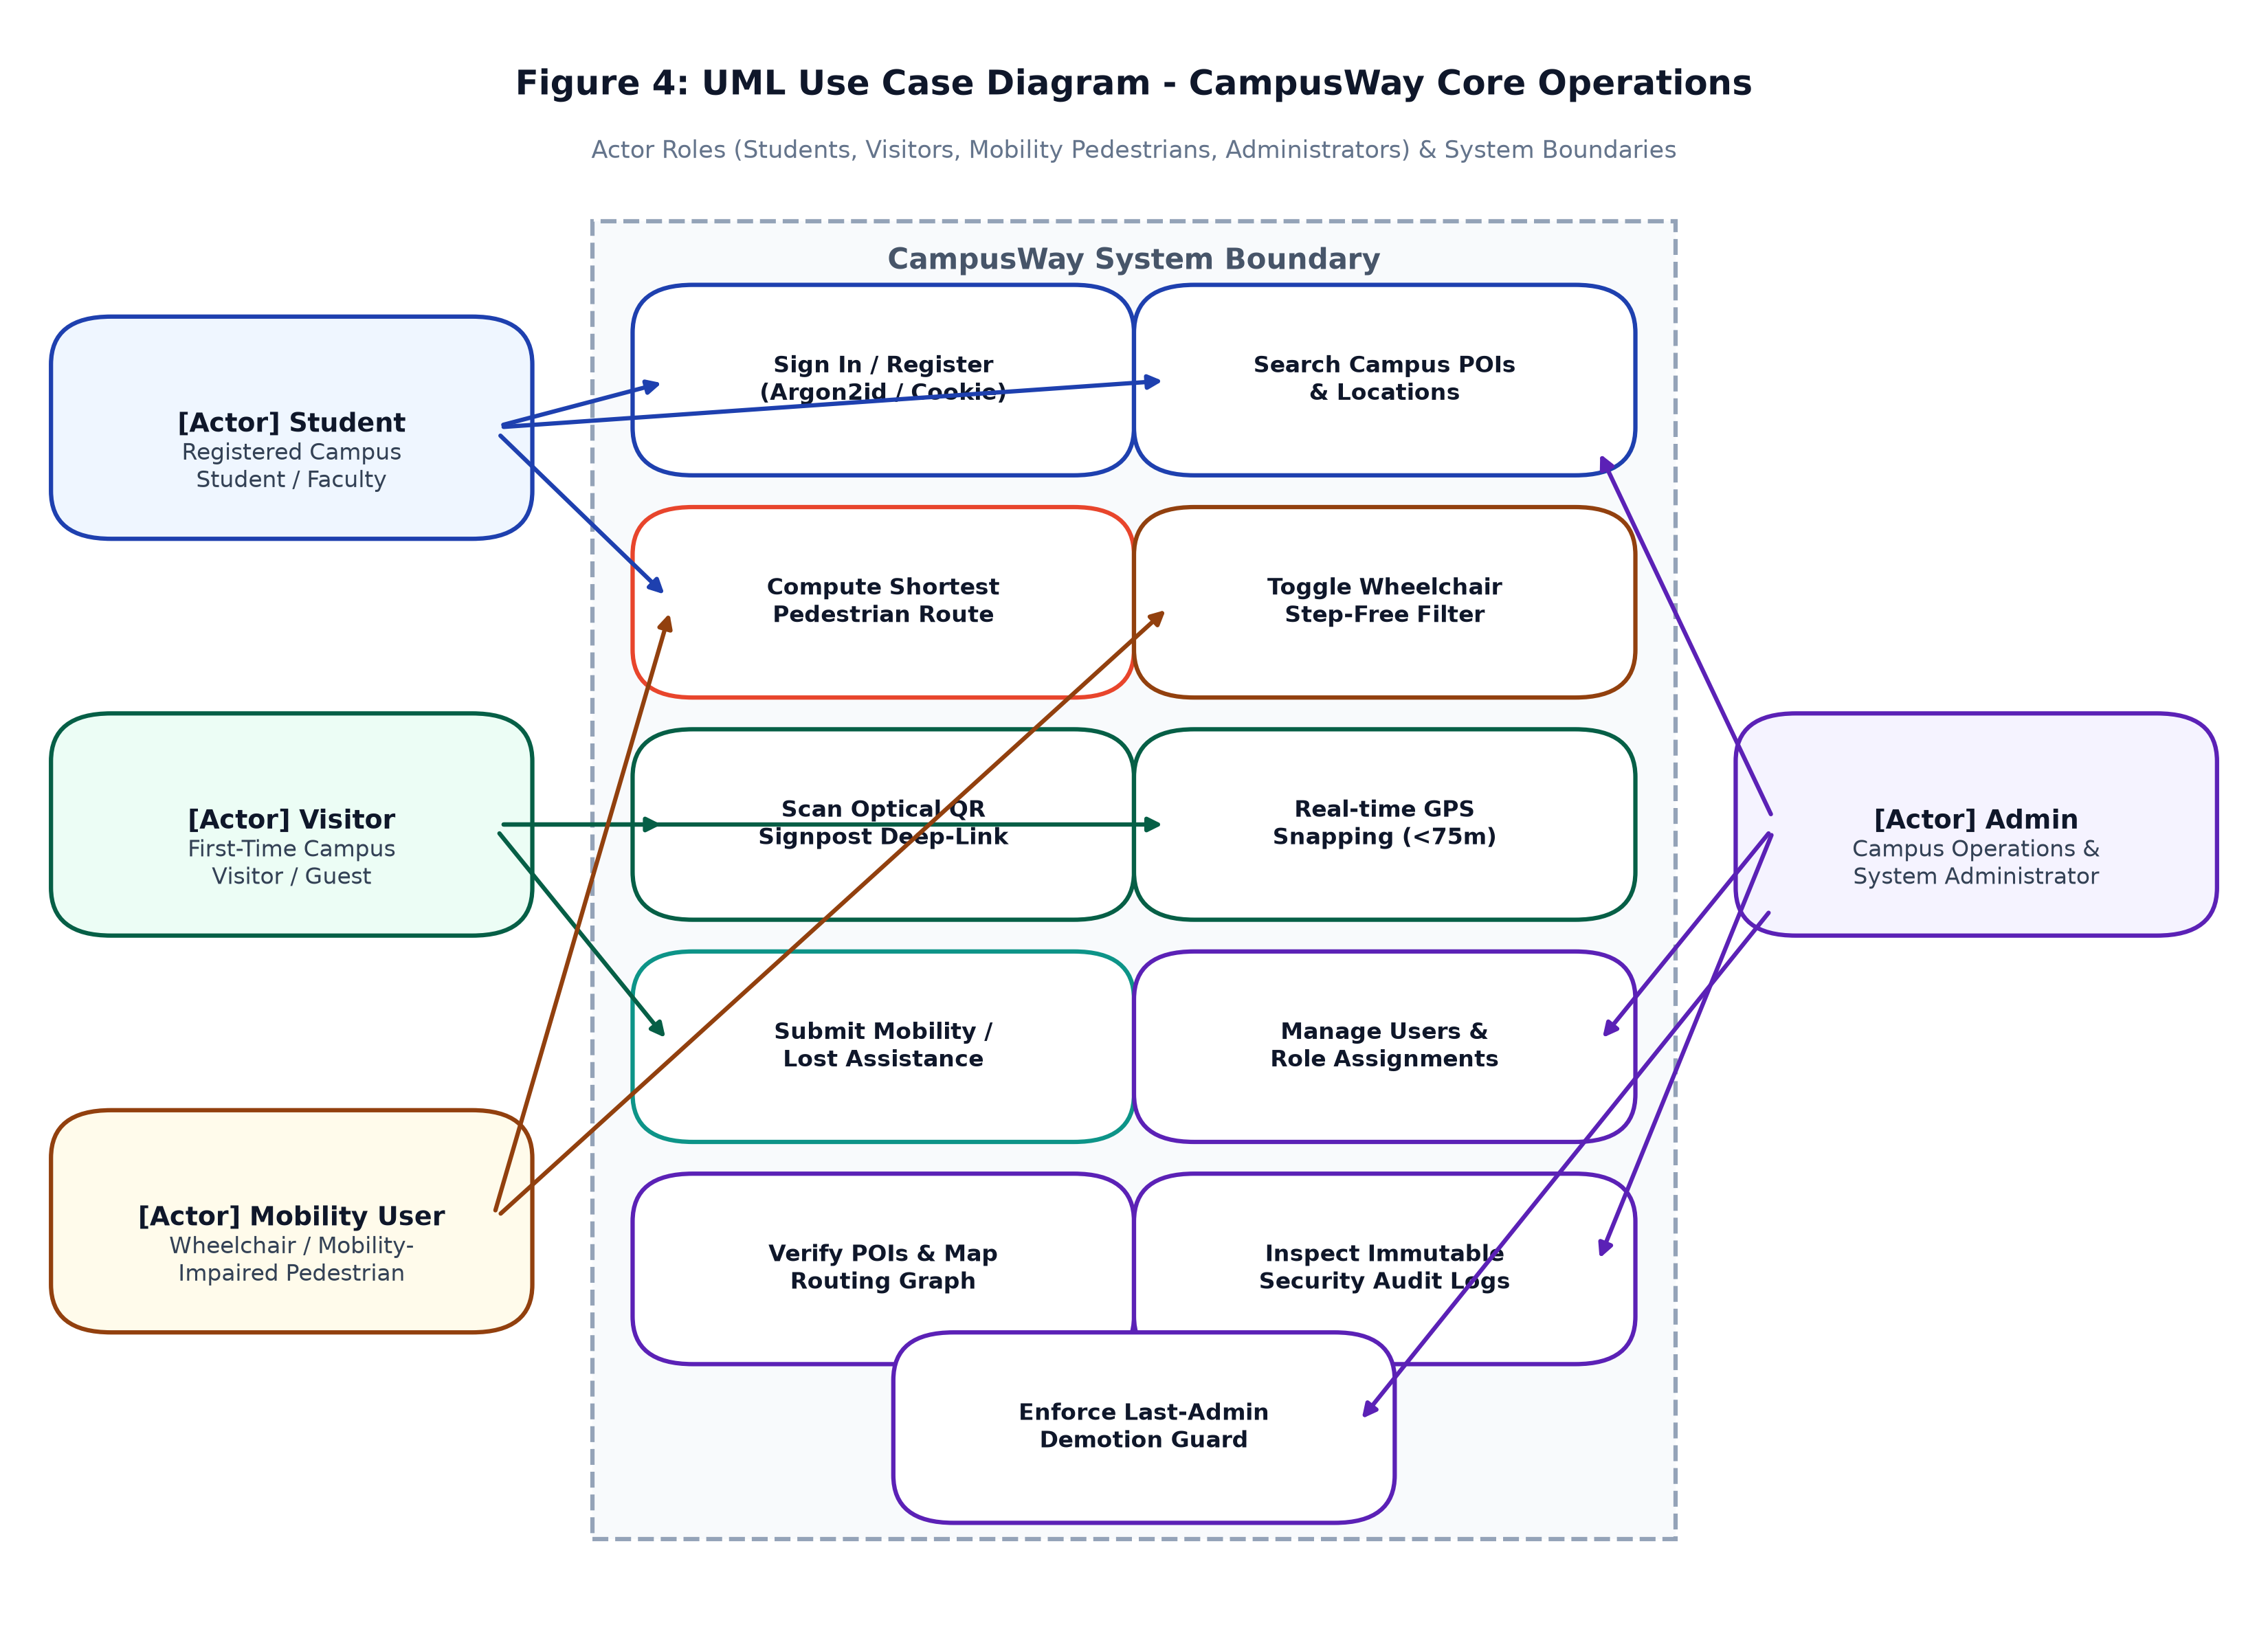 Figure 4: UML Use Case Diagram - CampusWay Core Operations
Actor Roles (Students, Visitors, Mobility Pedestrians, Administrators) & System Boundaries
CampusWay System Boundary
[Actor] Student
Registered Campus
Student / Faculty
Sign In / Register
(Argon2id / Cookie)
Search Campus POIs
& Locations
Compute Shortest
Pedestrian Route
Toggle Wheelchair
Step-Free Filter
[Actor] Visitor
First-Time Campus
Visitor / Guest
Scan Optical QR
Signpost Deep-Link
Real-time GPS
Snapping (<75m)
[Actor] Admin
Campus Operations &
System Administrator
Submit Mobility /
Lost Assistance
Manage Users &
Role Assignments
[Actor] Mobility User
Wheelchair / Mobility-
Impaired Pedestrian
Verify POIs & Map
Routing Graph
Inspect Immutable
Security Audit Logs
Enforce Last-Admin
Demotion Guard